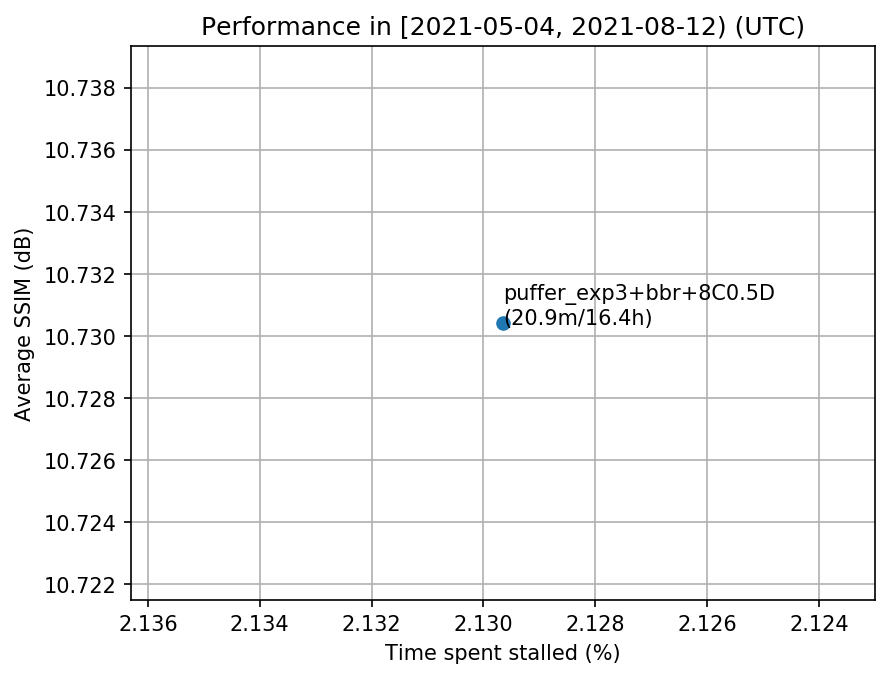 Performance in [2021-05-04, 2021-08-12) (UTC)
10.738
10.736
10.734
10.732
10.730
10.728
10.726
10.724
10.722
Average SSIM (dB)
puffer_exp3+bbr+8C0.5D
(20.9m/16.4h)
2.136 2.134 2.132 2.130 2.128 2.126 2.124
Time spent stalled (%)